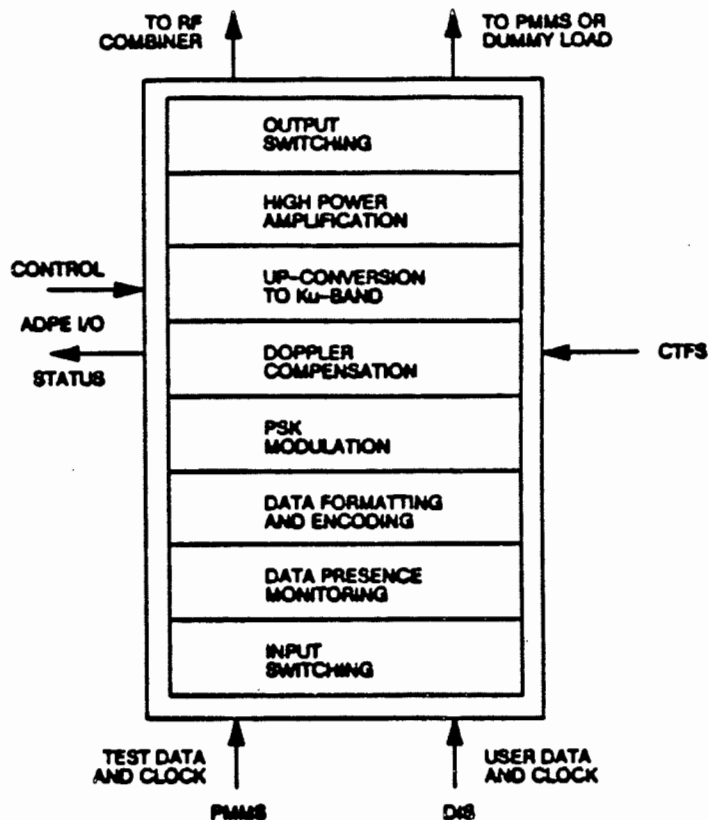 TO RF
COMBINER
TO PMMS OR
DUMMY LOAD
OUTPUT
SWITCHING
HIGH POWER
AMPLIFICATION
CONTROL
UP-CONVERSION
TO Ku-BAND
ADPE I/O
STATUS
DOPPLER
COMPENSATION
CTFS
PSK
MODULATION
DATA FORMATTING
AND ENCODING
DATA PRESENCE
MONITORING
INPUT
SWITCHING
TEST DATA
AND CLOCK
USER DATA
AND CLOCK
PMMS
DIS